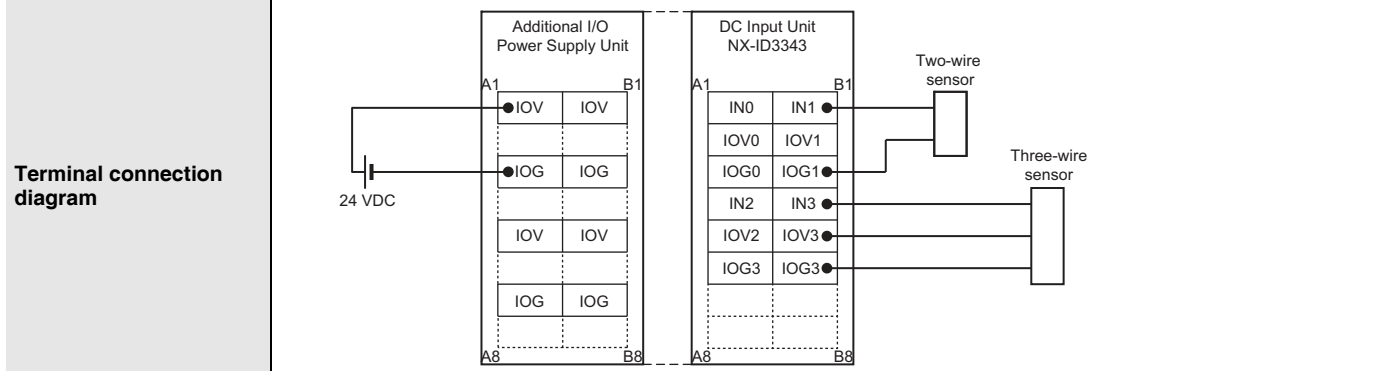 Terminal connection
diagram
Additional I/O
Power Supply Unit
A1
B1
IOV IOV
IOG IOG
IOV IOV
IOG IOG
A8
B8
24 VDC
DC Input Unit
NX-ID3343
A1
B1
IN0 IN1
IOV0 IOV1
IOG0 IOG1
IN2 IN3
IOV2 IOV3
IOG3 IOG3
A8
B8
Two-wire
sensor
Three-wire
sensor